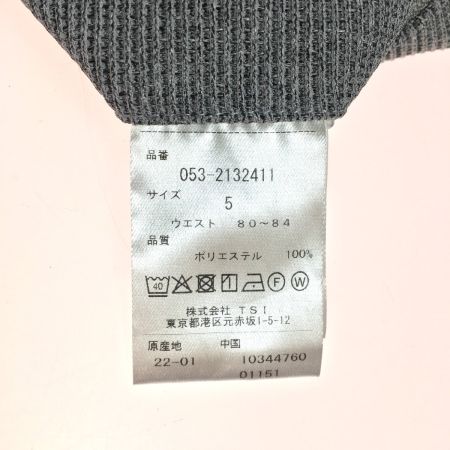 品番
053-2132411
サイズ
5
ウエスト 80～84
品質
ポリエステル 100%
40 F W
株式会社 TSI
東京都港区元赤坂1-5-12
原産地 中国
22-01 10344760
01151